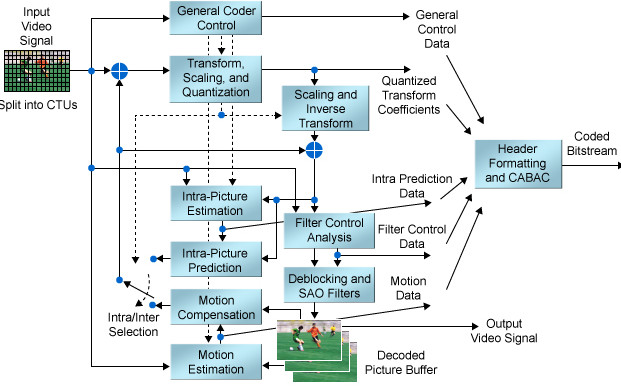 Input
Video
Signal
Split into CTUs
General Coder
Control
General
Control
Data
Transform,
Scaling, and
Quantization
Quantized
Transform
Coefficients
Scaling and
Inverse
Transform
Coded
Bitstream
Header
Formatting
and CABAC
Intra-Picture
Estimation
Intra Prediction
Data
Filter Control
Analysis
Filter Control
Data
Intra-Picture
Prediction
Deblocking and
SAO Filters
Motion
Data
Motion
Compensation
Intra/Inter
Selection
Output
Video Signal
Motion
Estimation
Decoded
Picture Buffer